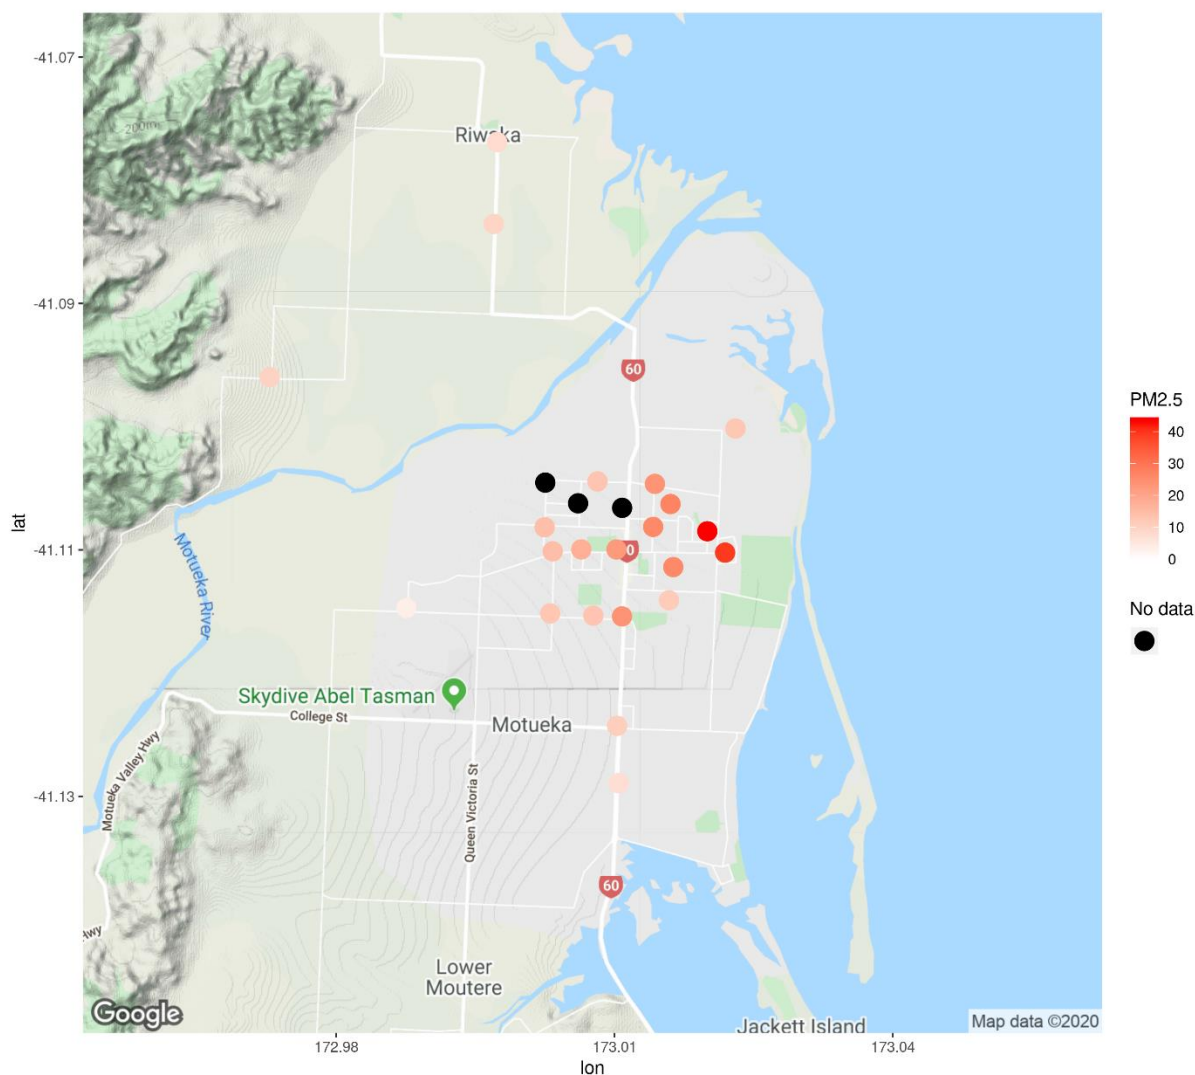 -41.07
-41.09
-41.11
-41.13
lat
200m
Riwaka
60
Motueka River
Skydive Abel Tasman
College St
Motueka
Motueka Valley Hwy
Queen Victoria St
60
Lower
Moutere
Google
Jackett Island
Map data ©2020
172.98
173.01
173.04
lon
PM2.5
40
30
20
10
0
No data